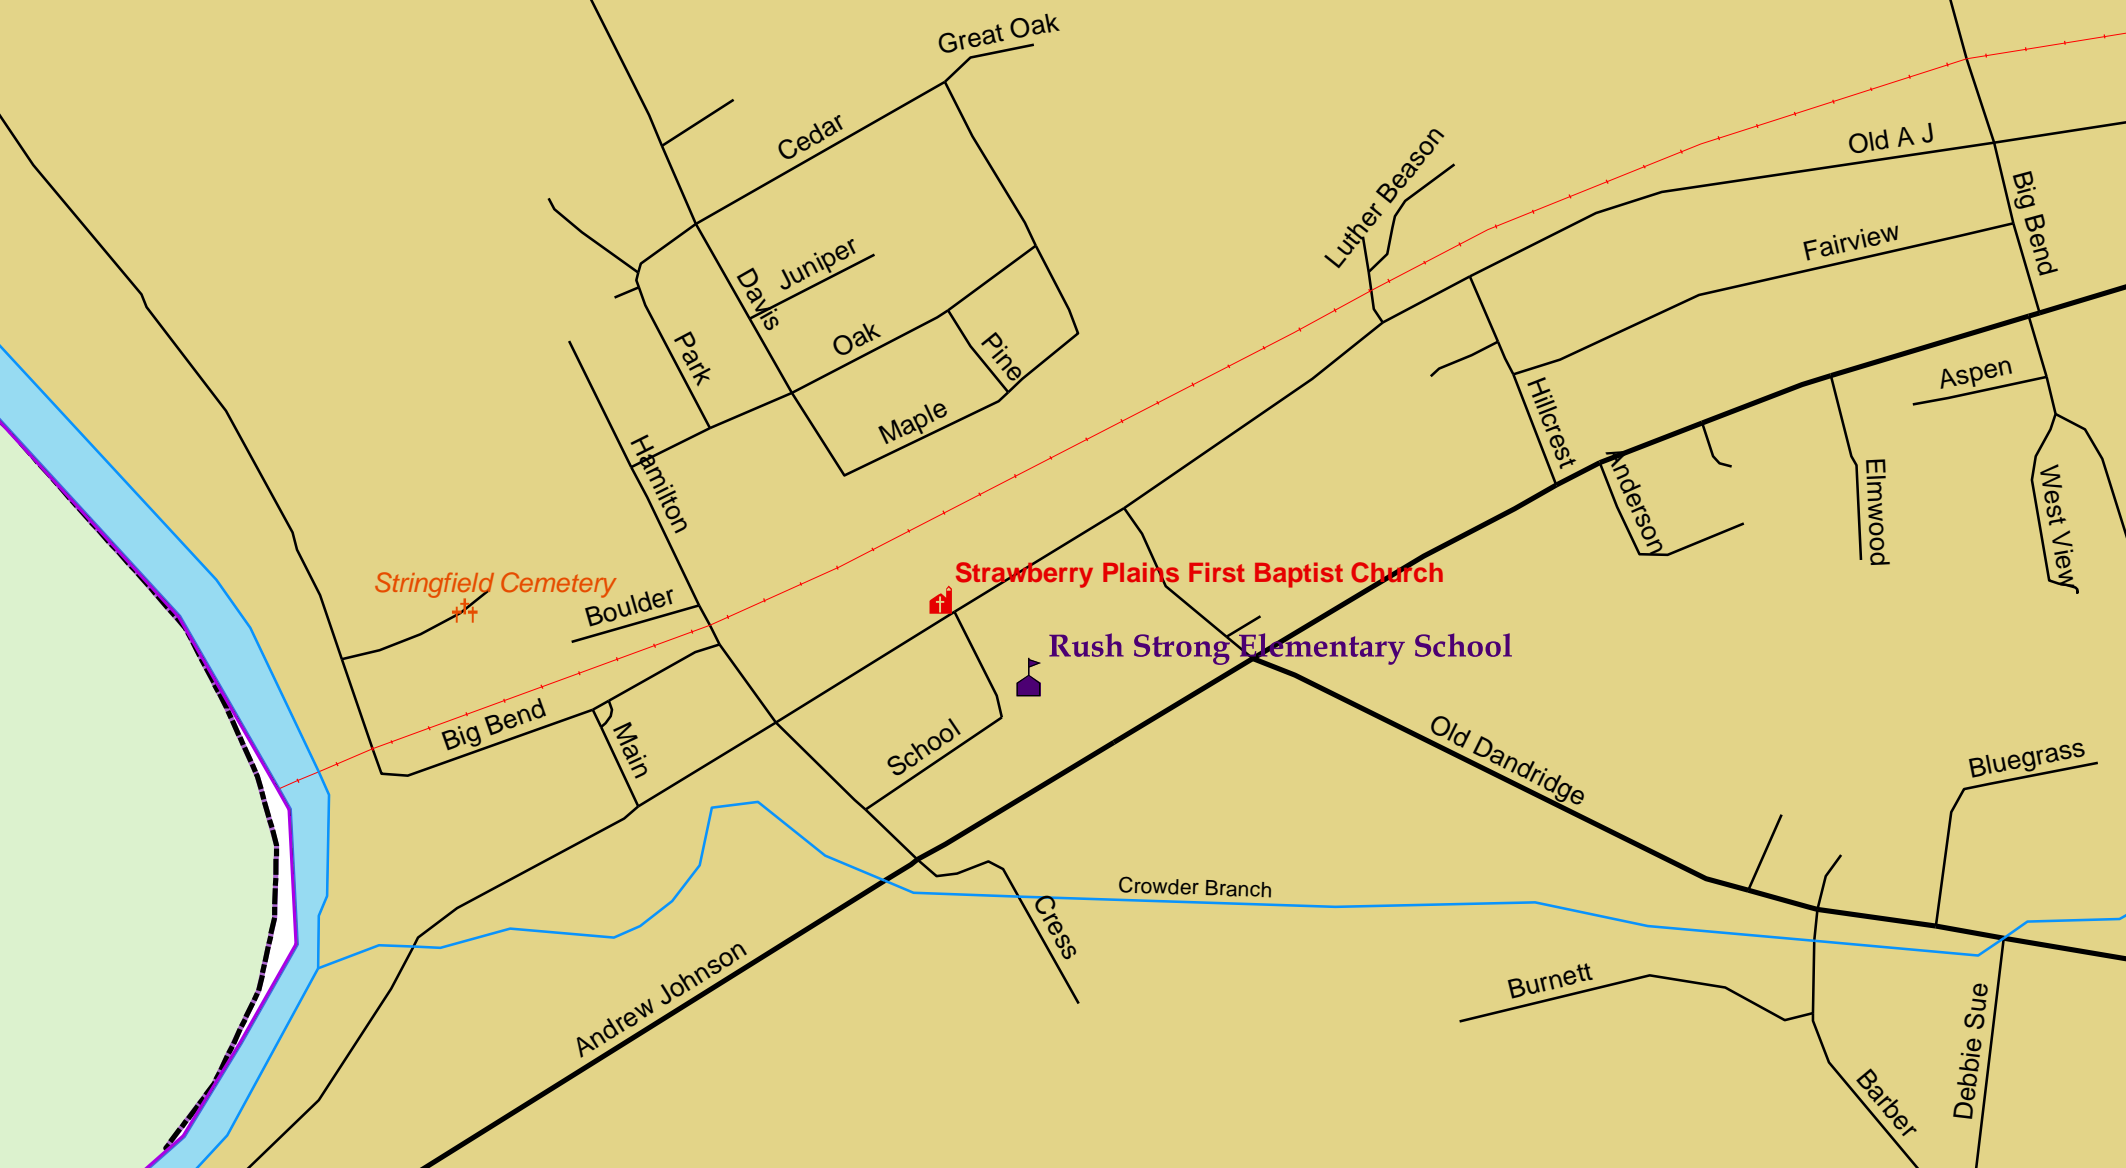 Great Oak
Cedar
Luther Beason
Old A J
Big Bend
Fairview
Juniper
Davis
Oak
Park
Pine
Maple
Hillcrest
Aspen
Hamilton
Anderson
Elmwood
West View
Stringfield Cemetery
Strawberry Plains First Baptist Church
Boulder
Rush Strong Elementary School
Big Bend
Main
School
Old Dandridge
Bluegrass
Crowder Branch
Cress
Andrew Johnson
Burnett
Debbie Sue
Barber